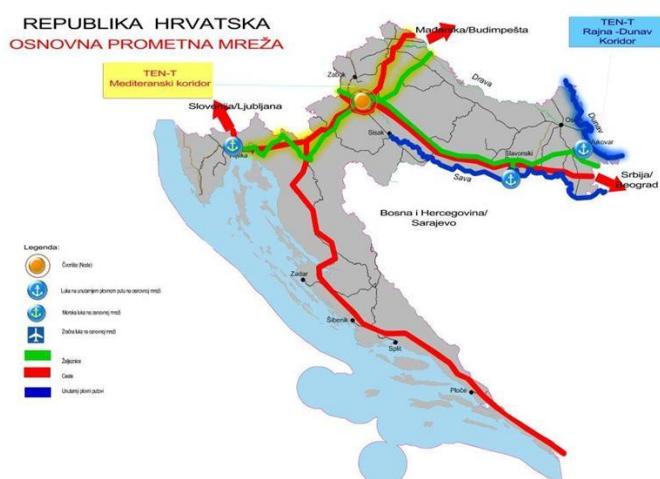 REPUBLIKA HRVATSKA
OSNOVNA PROMETNA MREŽA
TEN-T
Mediteranski koridor
Slovenija/Ljubljana
Mađarska/Budimpešta
TEN-T
Rajna -Dunav
Koridor
Zabok
Drava
Dunav
Sisak
Slavonski
Vukovar
Sava
Srbija/
Beograd
Bosna i Hercegovina/
Sarajevo
Zadar
Šibenik
Split
Ploče
Legenda:
Čvorište (Node)
Luka na unutarnjem plovnom putu na osnovnoj mreži
Morska luka na osnovnoj mreži
Zračna luka na osnovnoj mreži
Željeznice
Ceste
Unutarnji plovni putovi